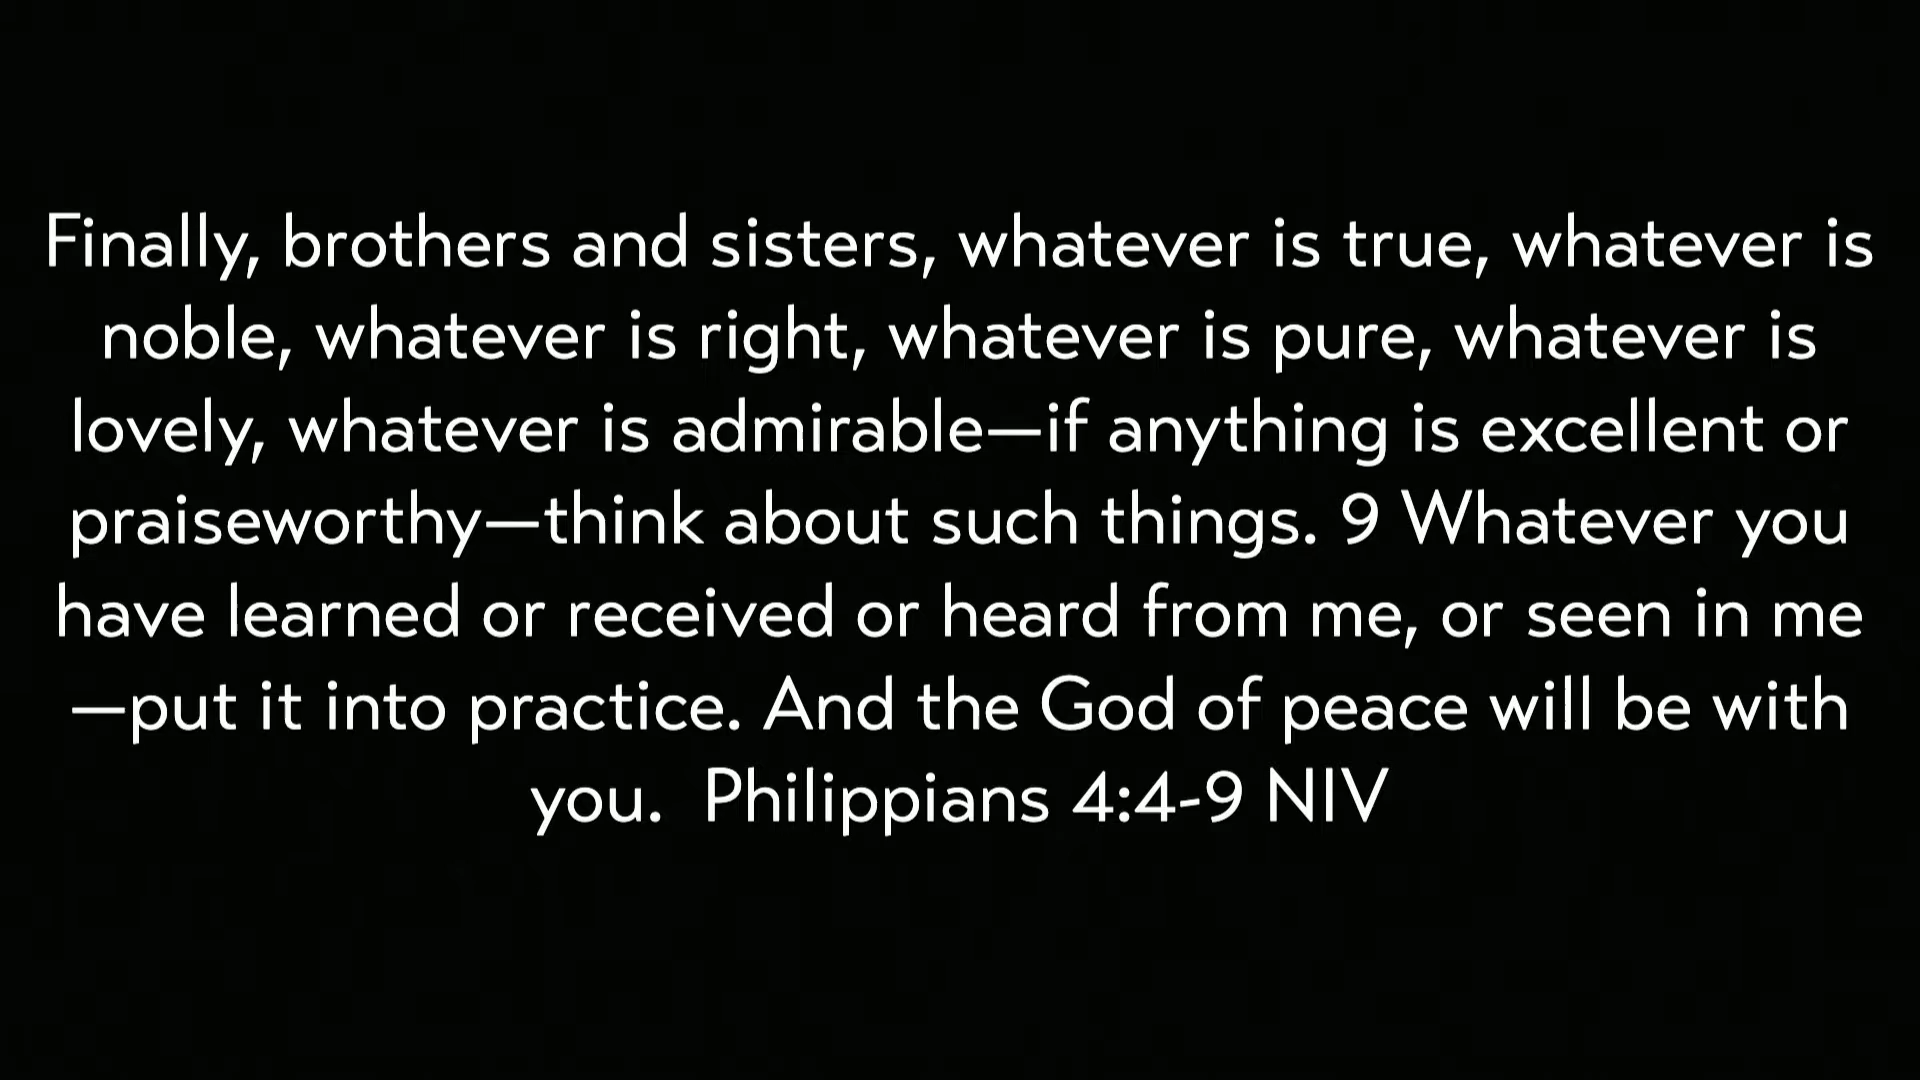 Finally, brothers and sisters, whatever is true, whatever is
noble, whatever is right, whatever is pure, whatever is
lovely, whatever is admirable—if anything is excellent or
praiseworthy—think about such things. 9 Whatever you
have learned or received or heard from me, or seen in me
—put it into practice. And the God of peace will be with
you.  Philippians 4:4-9 NIV